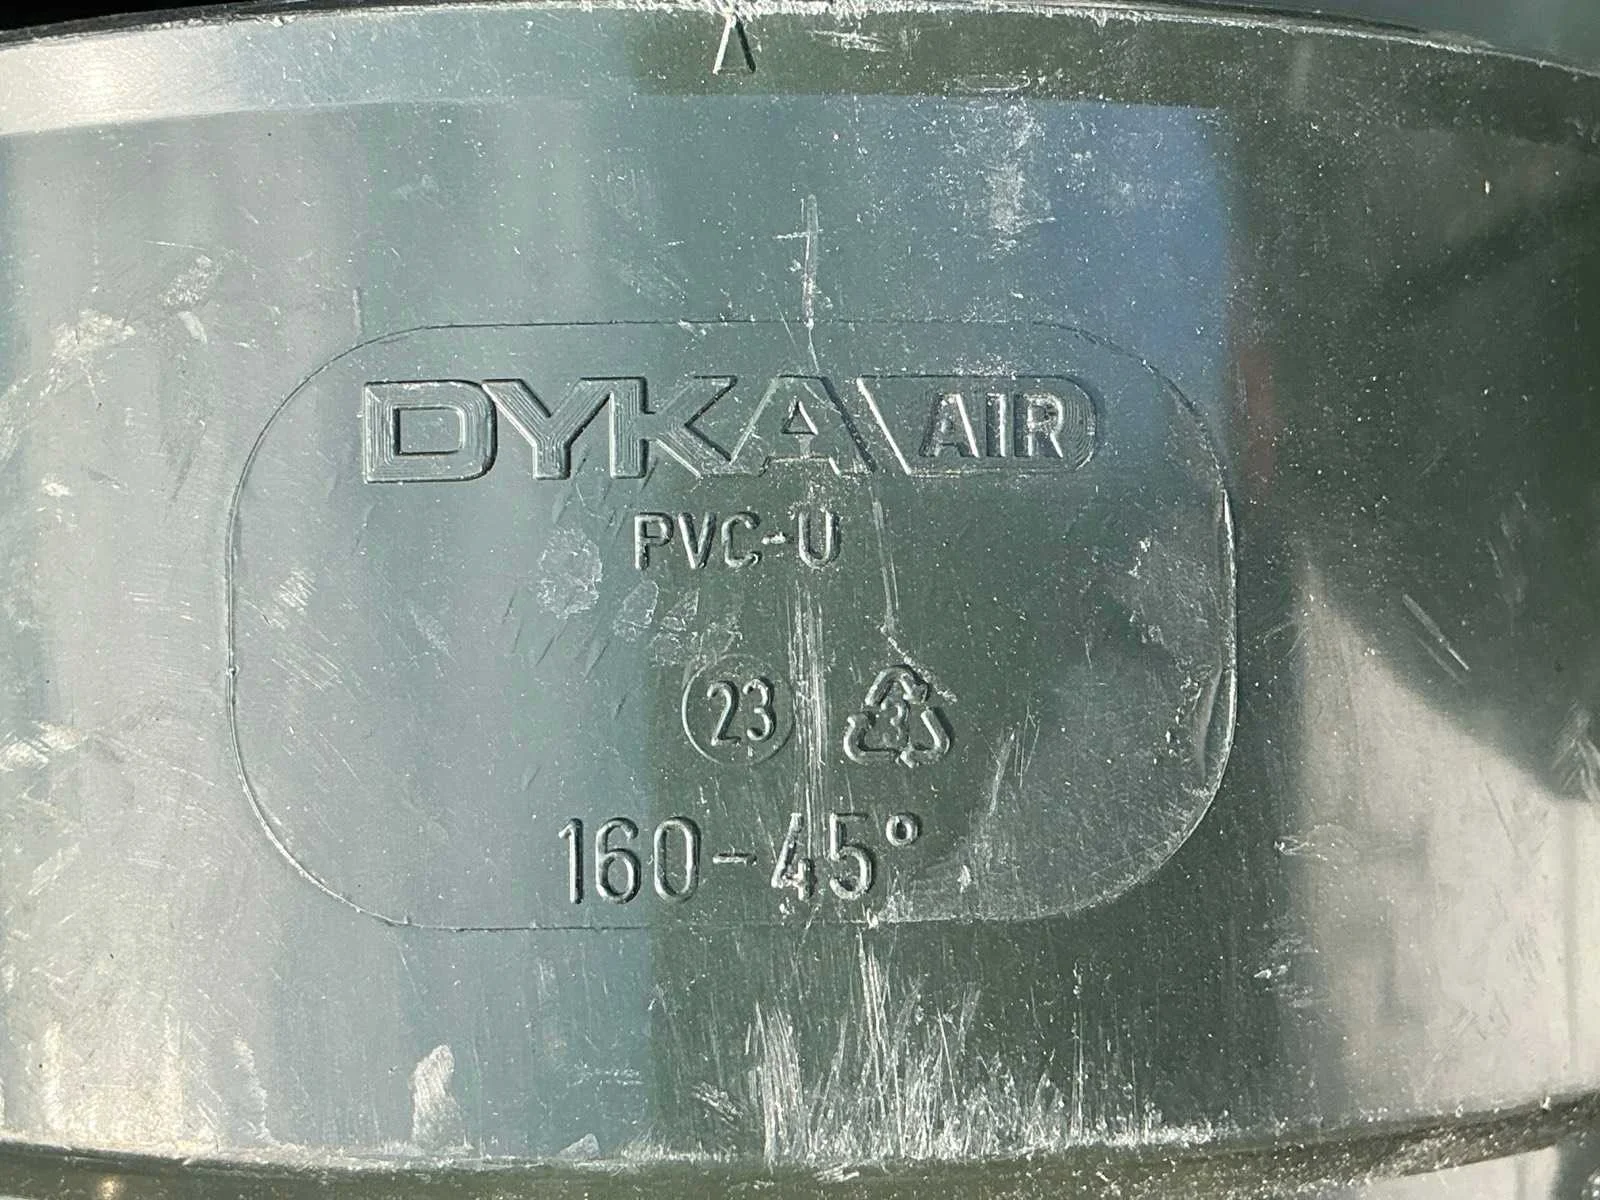 DYKA AIR
PVC-U
23 3
160-45°